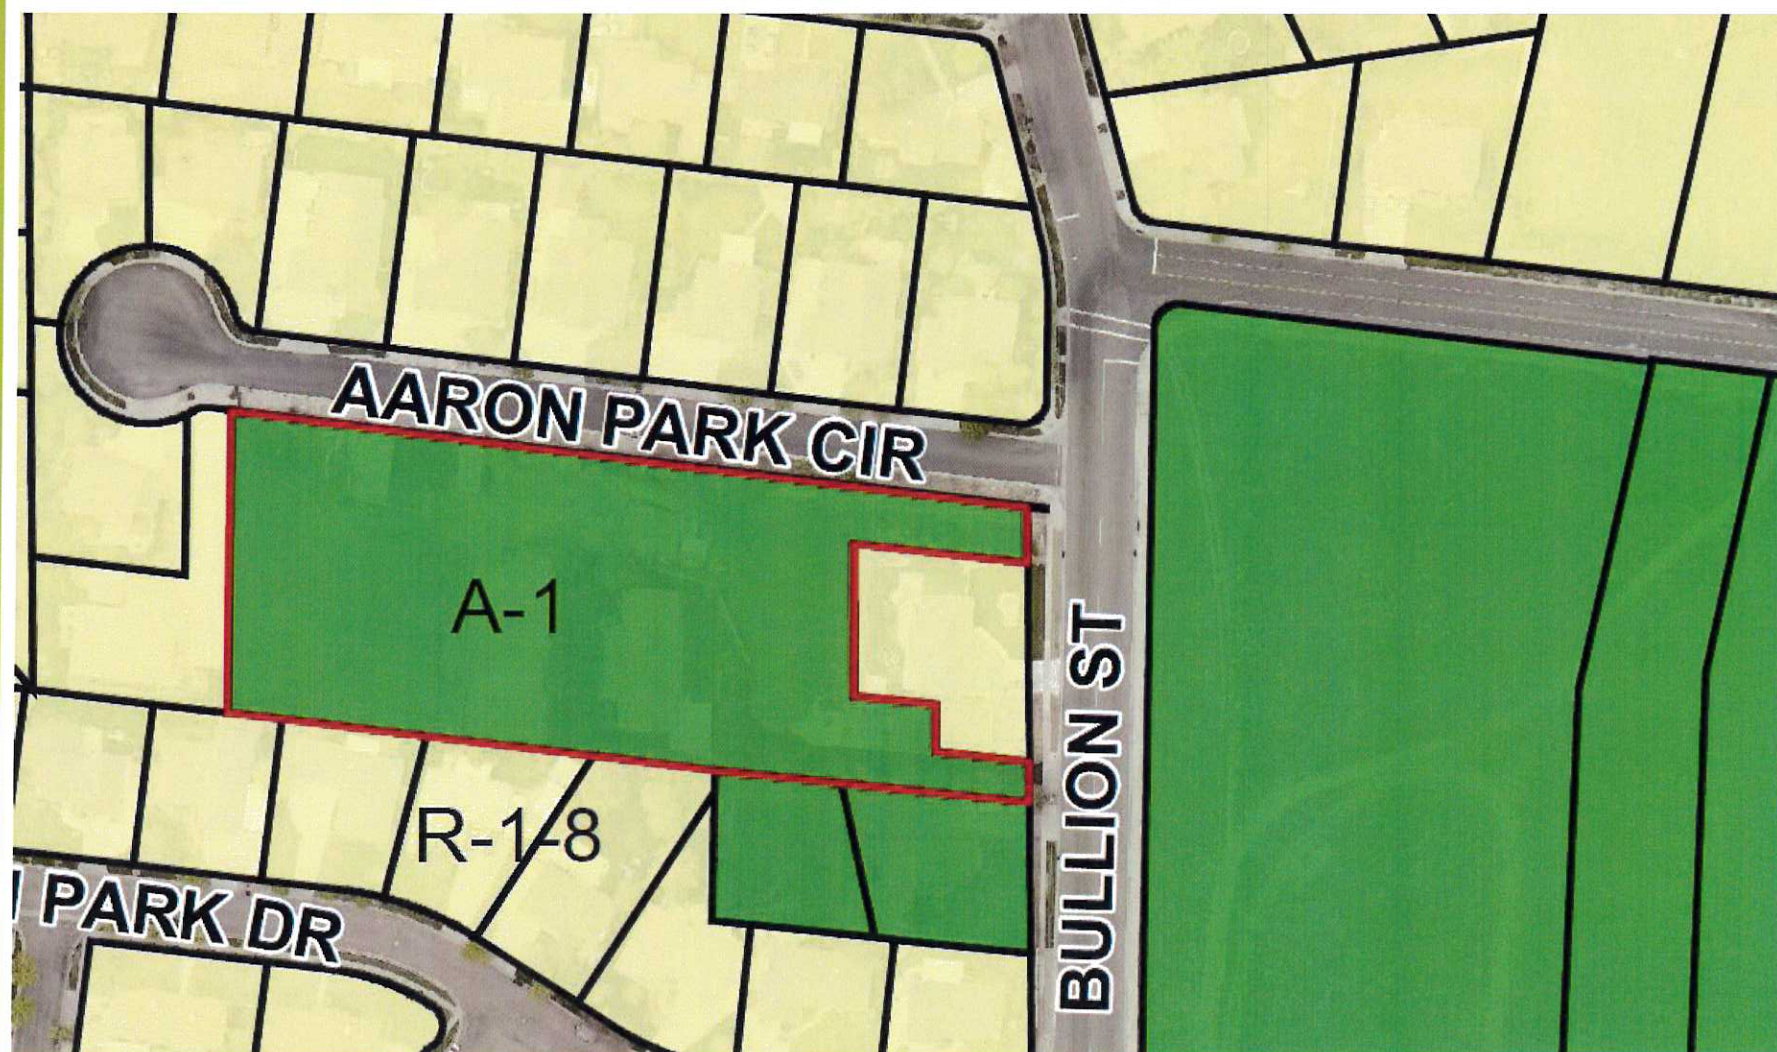 AARON PARK CIR
A-1
BULLION ST
R-1-8
PARK DR